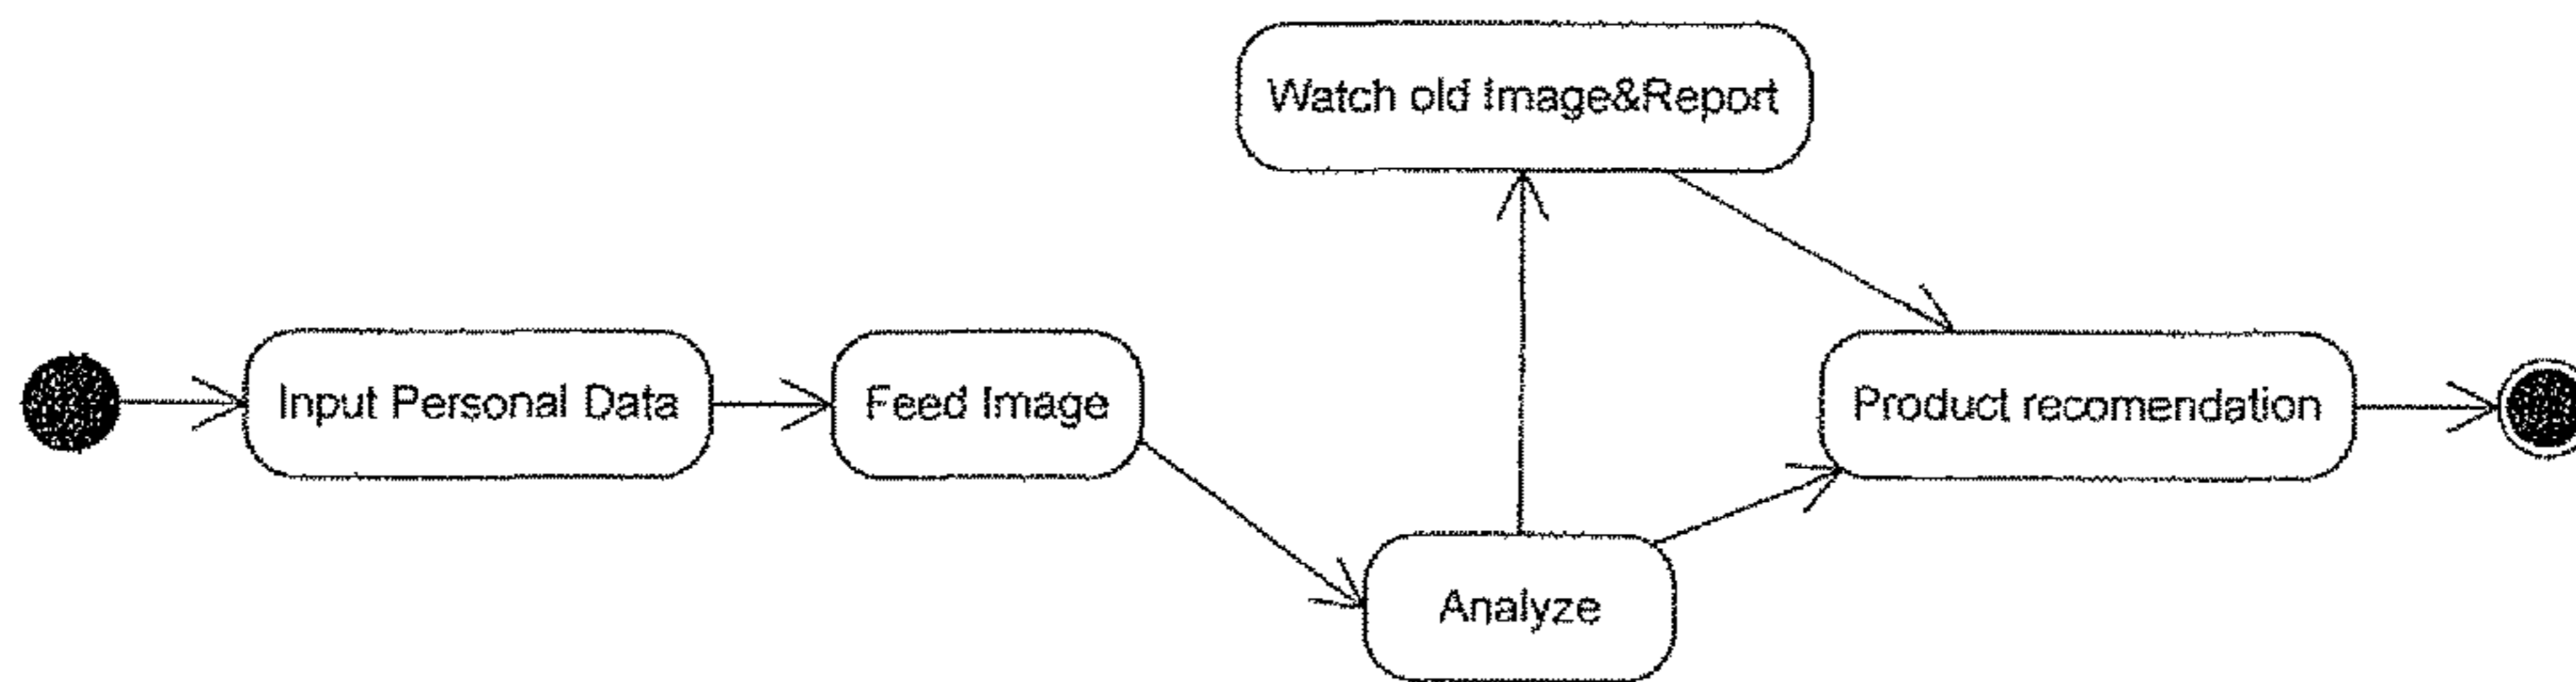 Watch old Image&Report
Input Personal Data
Feed Image
Product recomendation
Analyze